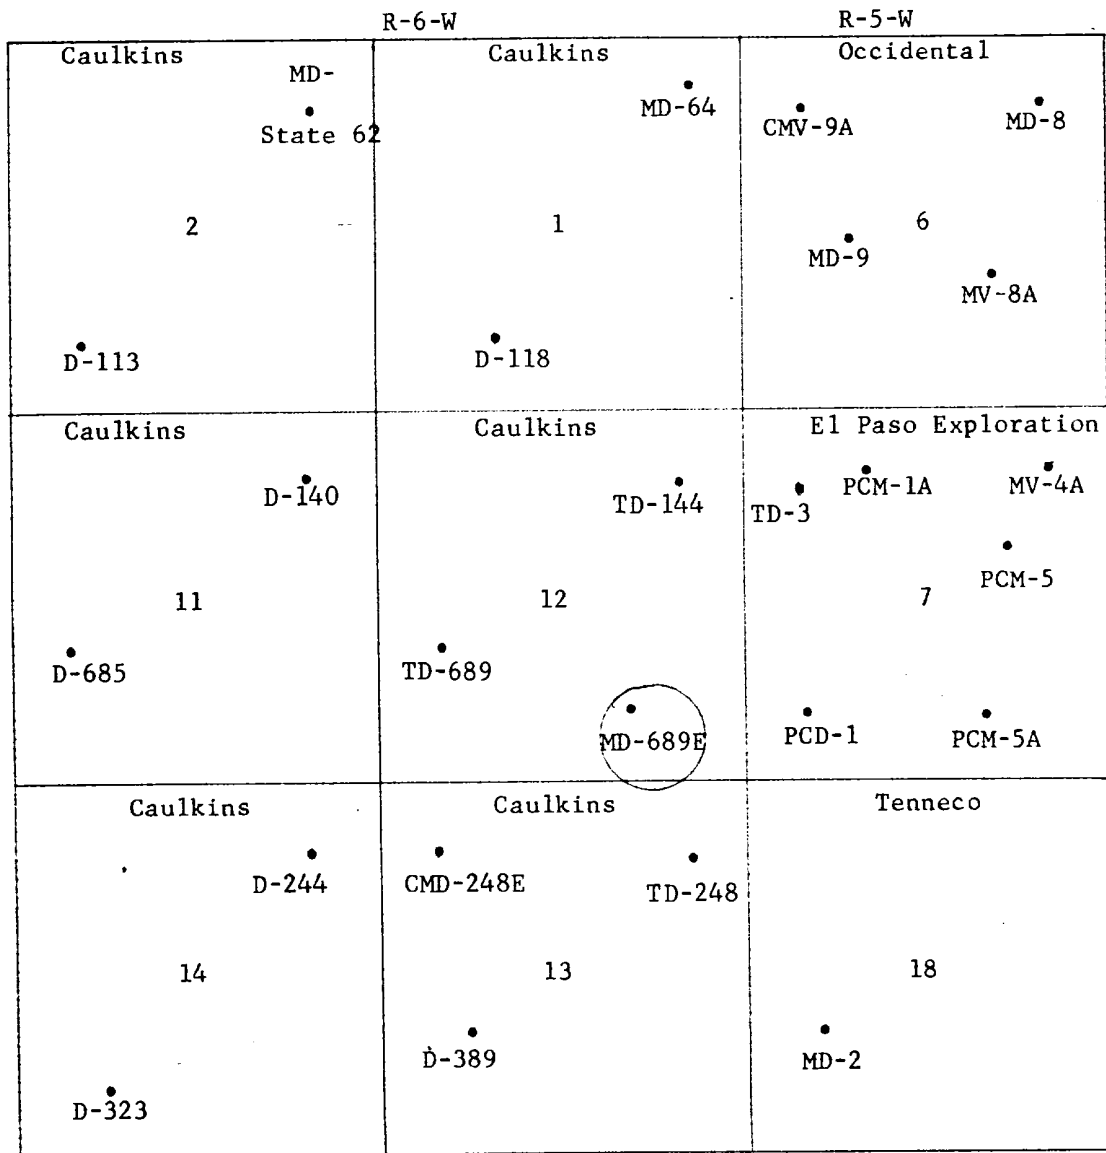 R-6-W R-5-W
Caulkins Caulkins Occidental
MD-
State 62
MD-64
CMV-9A MD-8
2 1 6
MD-9
MV-8A
D-113 D-118
Caulkins Caulkins El Paso Exploration
D-140 TD-144 TD-3 PCM-1A MV-4A
PCM-5
11 12 7
D-685 TD-689
MD-689E PCD-1 PCM-5A
Caulkins Caulkins Tenneco
D-244 CMD-248E TD-248
14 13 18
D-389 MD-2
D-323